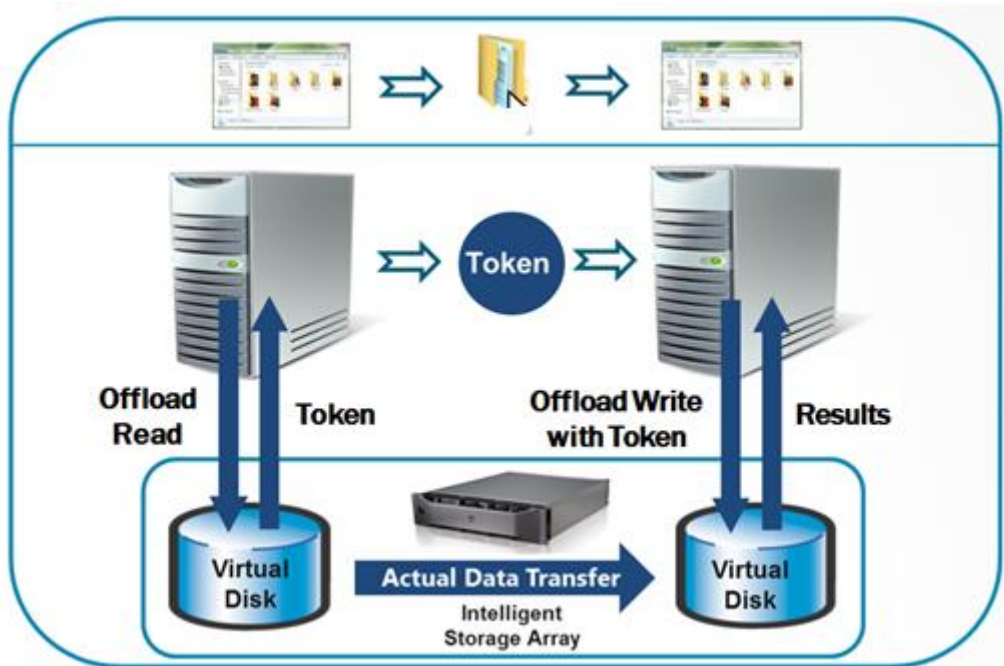 Token
Offload
Read
Token
Offload Write
with Token
Results
Virtual
Disk
Actual Data Transfer
Intelligent
Storage Array
Virtual
Disk